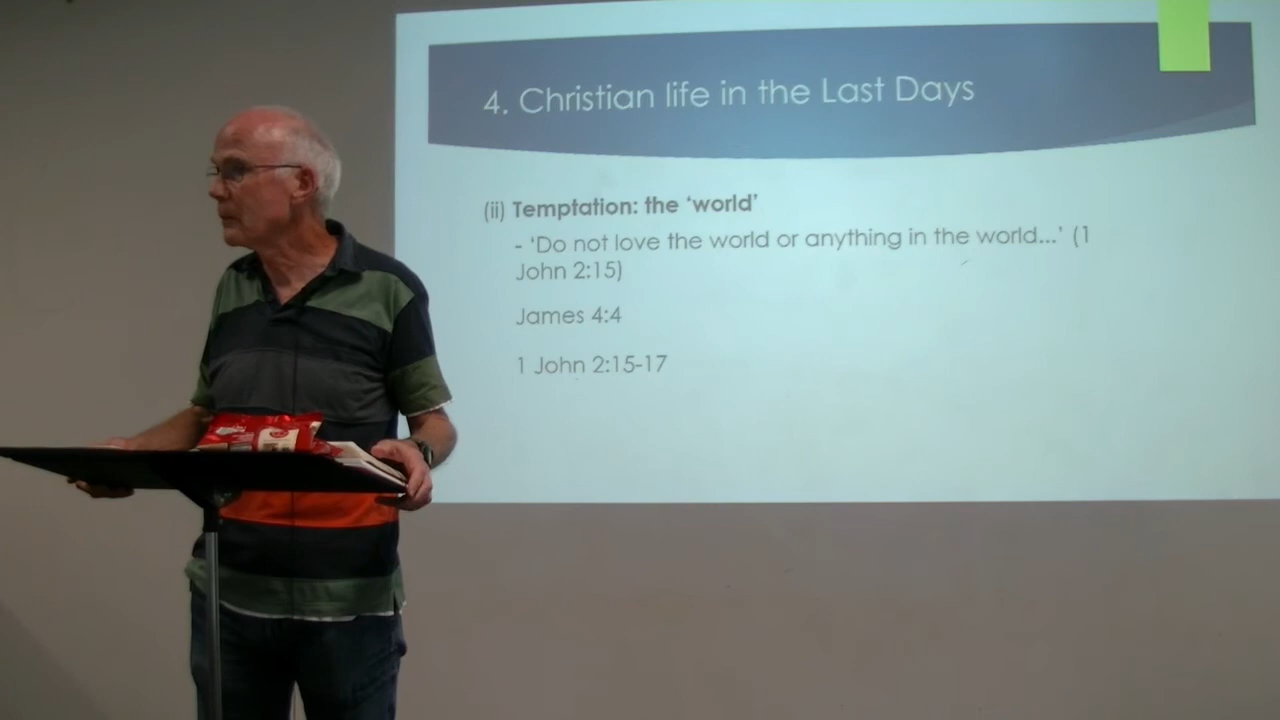 4. Christian life in the Last Days
(ii) Temptation: the ‘world’
- ‘Do not love the world or anything in the world...’ (1
John 2:15)
James 4:4
1 John 2:15-17